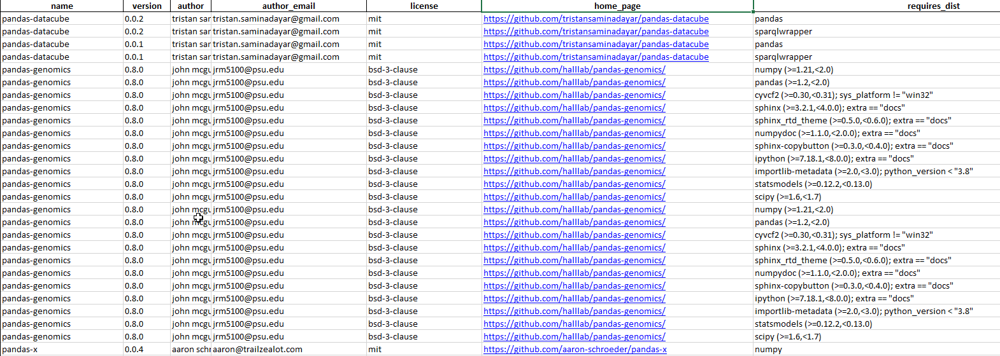 name version author author_email license home_page requires_dist
pandas-datacube 0.0.2 tristan sar tristan.saminadayar@gmail.com mit https://github.com/tristansaminadayar/pandas-datacube pandas
pandas-datacube 0.0.2 tristan sar tristan.saminadayar@gmail.com mit https://github.com/tristansaminadayar/pandas-datacube sparqlwrapper
pandas-datacube 0.0.1 tristan sar tristan.saminadayar@gmail.com mit https://github.com/tristansaminadayar/pandas-datacube pandas
pandas-datacube 0.0.1 tristan sar tristan.saminadayar@gmail.com mit https://github.com/tristansaminadayar/pandas-datacube sparqlwrapper
pandas-genomics 0.8.0 john mcgu jrm5100@psu.edu bsd-3-clause https://github.com/halllab/pandas-genomics/ numpy (>=1.21,<2.0)
pandas-genomics 0.8.0 john mcgu jrm5100@psu.edu bsd-3-clause https://github.com/halllab/pandas-genomics/ pandas (>=1.2,<2.0)
pandas-genomics 0.8.0 john mcgu jrm5100@psu.edu bsd-3-clause https://github.com/halllab/pandas-genomics/ cyvcf2 (>=0.30,<0.31); sys_platform != "win32"
pandas-genomics 0.8.0 john mcgu jrm5100@psu.edu bsd-3-clause https://github.com/halllab/pandas-genomics/ sphinx (>=3.2.1,<4.0.0); extra == "docs"
pandas-genomics 0.8.0 john mcgu jrm5100@psu.edu bsd-3-clause https://github.com/halllab/pandas-genomics/ sphinx_rtd_theme (>=0.5.0,<0.6.0); extra == "docs"
pandas-genomics 0.8.0 john mcgu jrm5100@psu.edu bsd-3-clause https://github.com/halllab/pandas-genomics/ numpydoc (>=1.1.0,<2.0.0); extra == "docs"
pandas-genomics 0.8.0 john mcgu jrm5100@psu.edu bsd-3-clause https://github.com/halllab/pandas-genomics/ sphinx-copybutton (>=0.3.0,<0.4.0); extra == "docs"
pandas-genomics 0.8.0 john mcgu jrm5100@psu.edu bsd-3-clause https://github.com/halllab/pandas-genomics/ ipython (>=7.18.1,<8.0.0); extra == "docs"
pandas-genomics 0.8.0 john mcgu jrm5100@psu.edu bsd-3-clause https://github.com/halllab/pandas-genomics/ importlib-metadata (>=2.0,<3.0); python_version < "3.8"
pandas-genomics 0.8.0 john mcgu jrm5100@psu.edu bsd-3-clause https://github.com/halllab/pandas-genomics/ statsmodels (>=0.12.2,<0.13.0)
pandas-genomics 0.8.0 john mcgu jrm5100@psu.edu bsd-3-clause https://github.com/halllab/pandas-genomics/ scipy (>=1.6,<1.7)
pandas-genomics 0.8.0 john mcgu jrm5100@psu.edu bsd-3-clause https://github.com/halllab/pandas-genomics/ numpy (>=1.21,<2.0)
pandas-genomics 0.8.0 john mcgu jrm5100@psu.edu bsd-3-clause https://github.com/halllab/pandas-genomics/ pandas (>=1.2,<2.0)
pandas-genomics 0.8.0 john mcgu jrm5100@psu.edu bsd-3-clause https://github.com/halllab/pandas-genomics/ cyvcf2 (>=0.30,<0.31); sys_platform != "win32"
pandas-genomics 0.8.0 john mcgu jrm5100@psu.edu bsd-3-clause https://github.com/halllab/pandas-genomics/ sphinx (>=3.2.1,<4.0.0); extra == "docs"
pandas-genomics 0.8.0 john mcgu jrm5100@psu.edu bsd-3-clause https://github.com/halllab/pandas-genomics/ sphinx_rtd_theme (>=0.5.0,<0.6.0); extra == "docs"
pandas-genomics 0.8.0 john mcgu jrm5100@psu.edu bsd-3-clause https://github.com/halllab/pandas-genomics/ numpydoc (>=1.1.0,<2.0.0); extra == "docs"
pandas-genomics 0.8.0 john mcgu jrm5100@psu.edu bsd-3-clause https://github.com/halllab/pandas-genomics/ sphinx-copybutton (>=0.3.0,<0.4.0); extra == "docs"
pandas-genomics 0.8.0 john mcgu jrm5100@psu.edu bsd-3-clause https://github.com/halllab/pandas-genomics/ ipython (>=7.18.1,<8.0.0); extra == "docs"
pandas-genomics 0.8.0 john mcgu jrm5100@psu.edu bsd-3-clause https://github.com/halllab/pandas-genomics/ importlib-metadata (>=2.0,<3.0); python_version < "3.8"
pandas-genomics 0.8.0 john mcgu jrm5100@psu.edu bsd-3-clause https://github.com/halllab/pandas-genomics/ statsmodels (>=0.12.2,<0.13.0)
pandas-genomics 0.8.0 john mcgu jrm5100@psu.edu bsd-3-clause https://github.com/halllab/pandas-genomics/ scipy (>=1.6,<1.7)
pandas-x 0.0.4 aaron schr aaron@trailzealot.com mit https://github.com/aaron-schroeder/pandas-x numpy